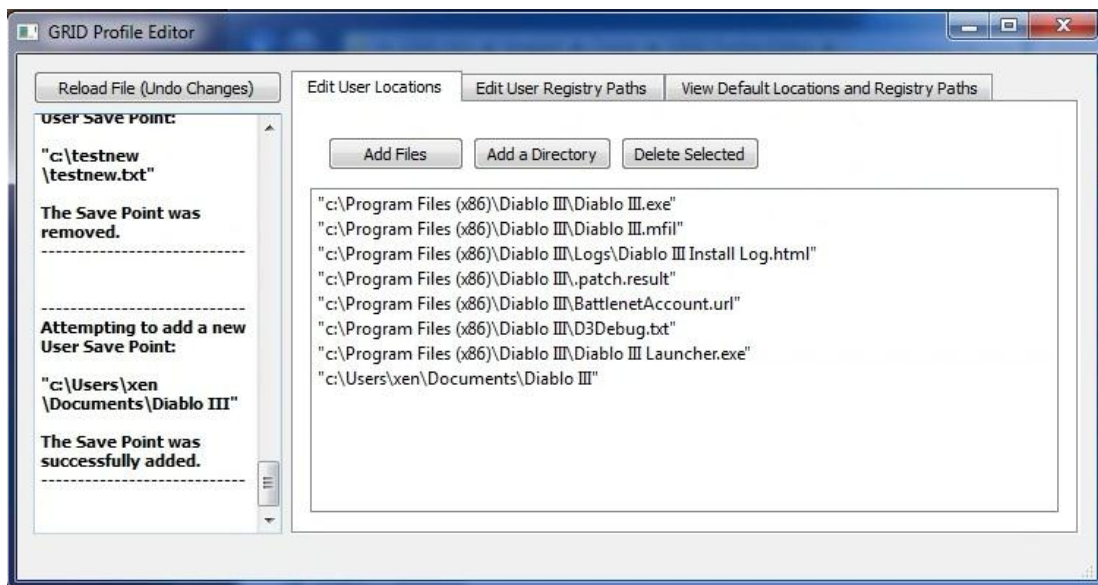 GRID Profile Editor
Reload File (Undo Changes)
User Save Point:
"c:\testnew
\testnew.txt"
The Save Point was
removed.
---------------------------
---------------------------
Attempting to add a new
User Save Point:
"c:\Users\xen
\Documents\Diablo III"
The Save Point was
successfully added.
---------------------------
Edit User Locations
Edit User Registry Paths
View Default Locations and Registry Paths
Add Files
Add a Directory
Delete Selected
"c:\Program Files (x86)\Diablo III\Diablo III.exe"
"c:\Program Files (x86)\Diablo III\Diablo III.mfil"
"c:\Program Files (x86)\Diablo III\Logs\Diablo III Install Log.html"
"c:\Program Files (x86)\Diablo III\.patch.result"
"c:\Program Files (x86)\Diablo III\BattlenetAccount.url"
"c:\Program Files (x86)\Diablo III\D3Debug.txt"
"c:\Program Files (x86)\Diablo III\Diablo III Launcher.exe"
"c:\Users\xen\Documents\Diablo III"